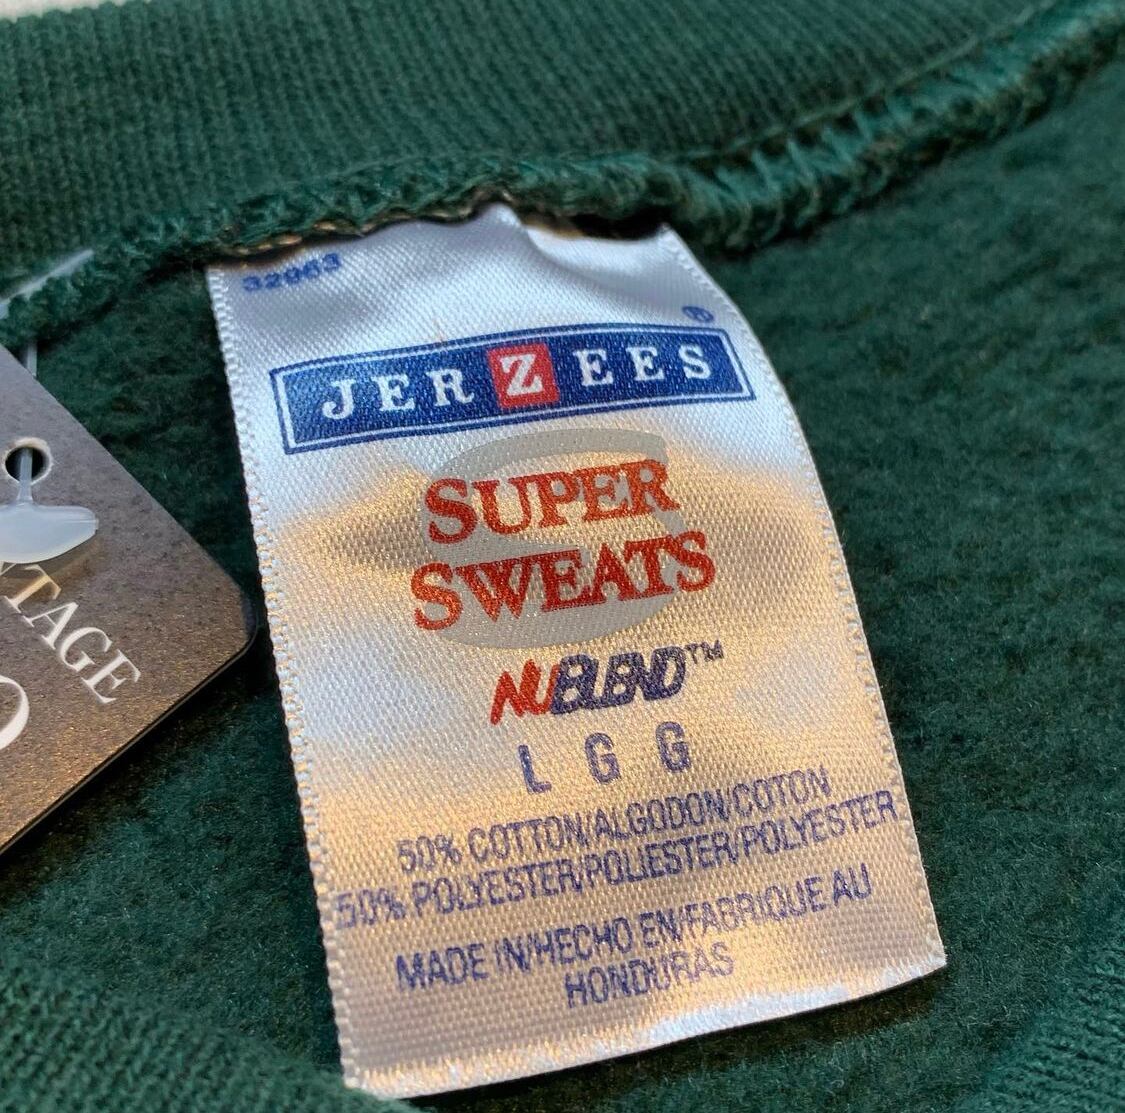 32963
JERZEES®
SUPER
SWEATS
NUBLEND™
L G G
50% COTTON/ALGODON/COTON
50% POLYESTER/POLIESTER/POLYESTER
MADE IN/HECHO EN/FABRIQUE AU
HONDURAS